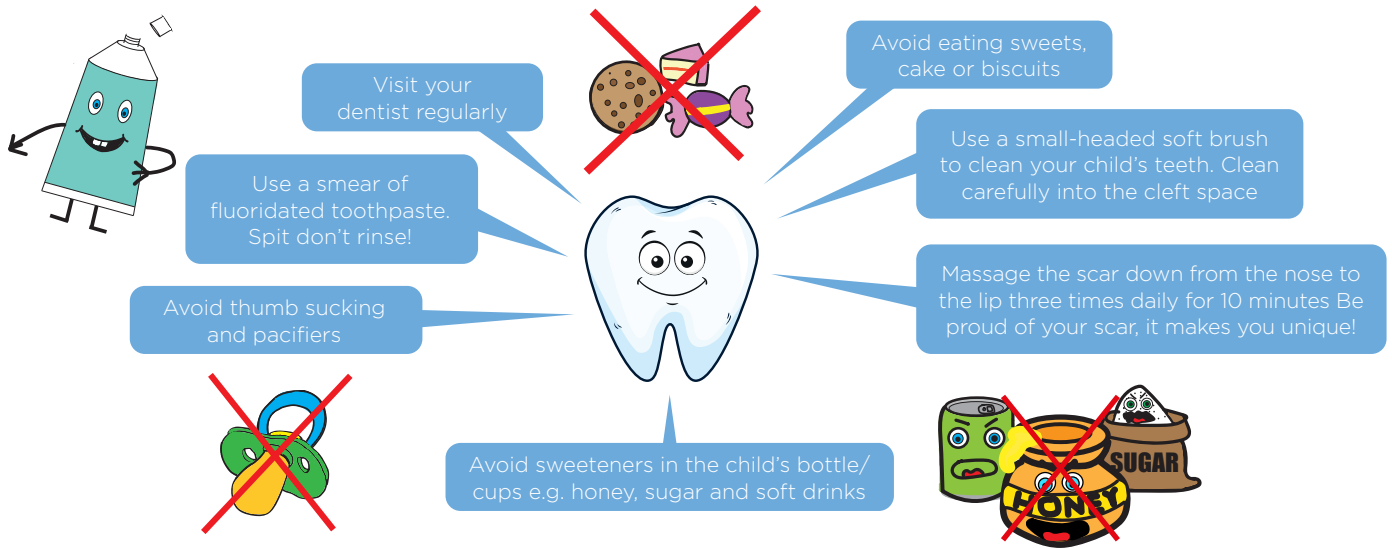 Visit your
dentist regularly
Avoid eating sweets,
cake or biscuits
Use a smear of
fluoridated toothpaste.
Spit don’t rinse!
Use a small-headed soft brush
to clean your child’s teeth. Clean
carefully into the cleft space
Avoid thumb sucking
and pacifiers
Massage the scar down from the nose to
the lip three times daily for 10 minutes Be
proud of your scar, it makes you unique!
Avoid sweeteners in the child’s bottle/
cups e.g. honey, sugar and soft drinks
SUGAR
HONEY